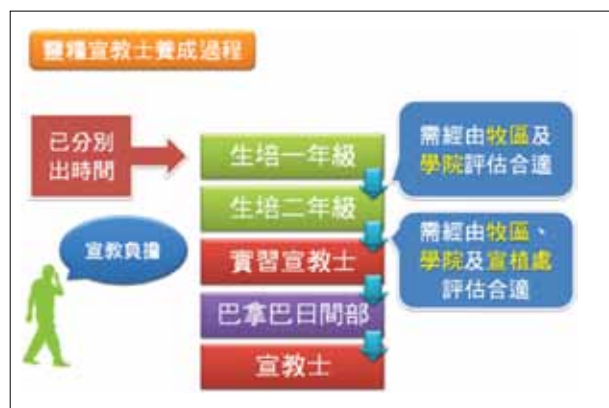 靈糧宣教士養成過程
已分別
出時間
生培一年級
需經由牧區及
學院評估合適
生培二年級
宣教負擔
實習宣教士
需經由牧區、
學院及宣植處
評估合適
巴拿巴日間部
宣教士